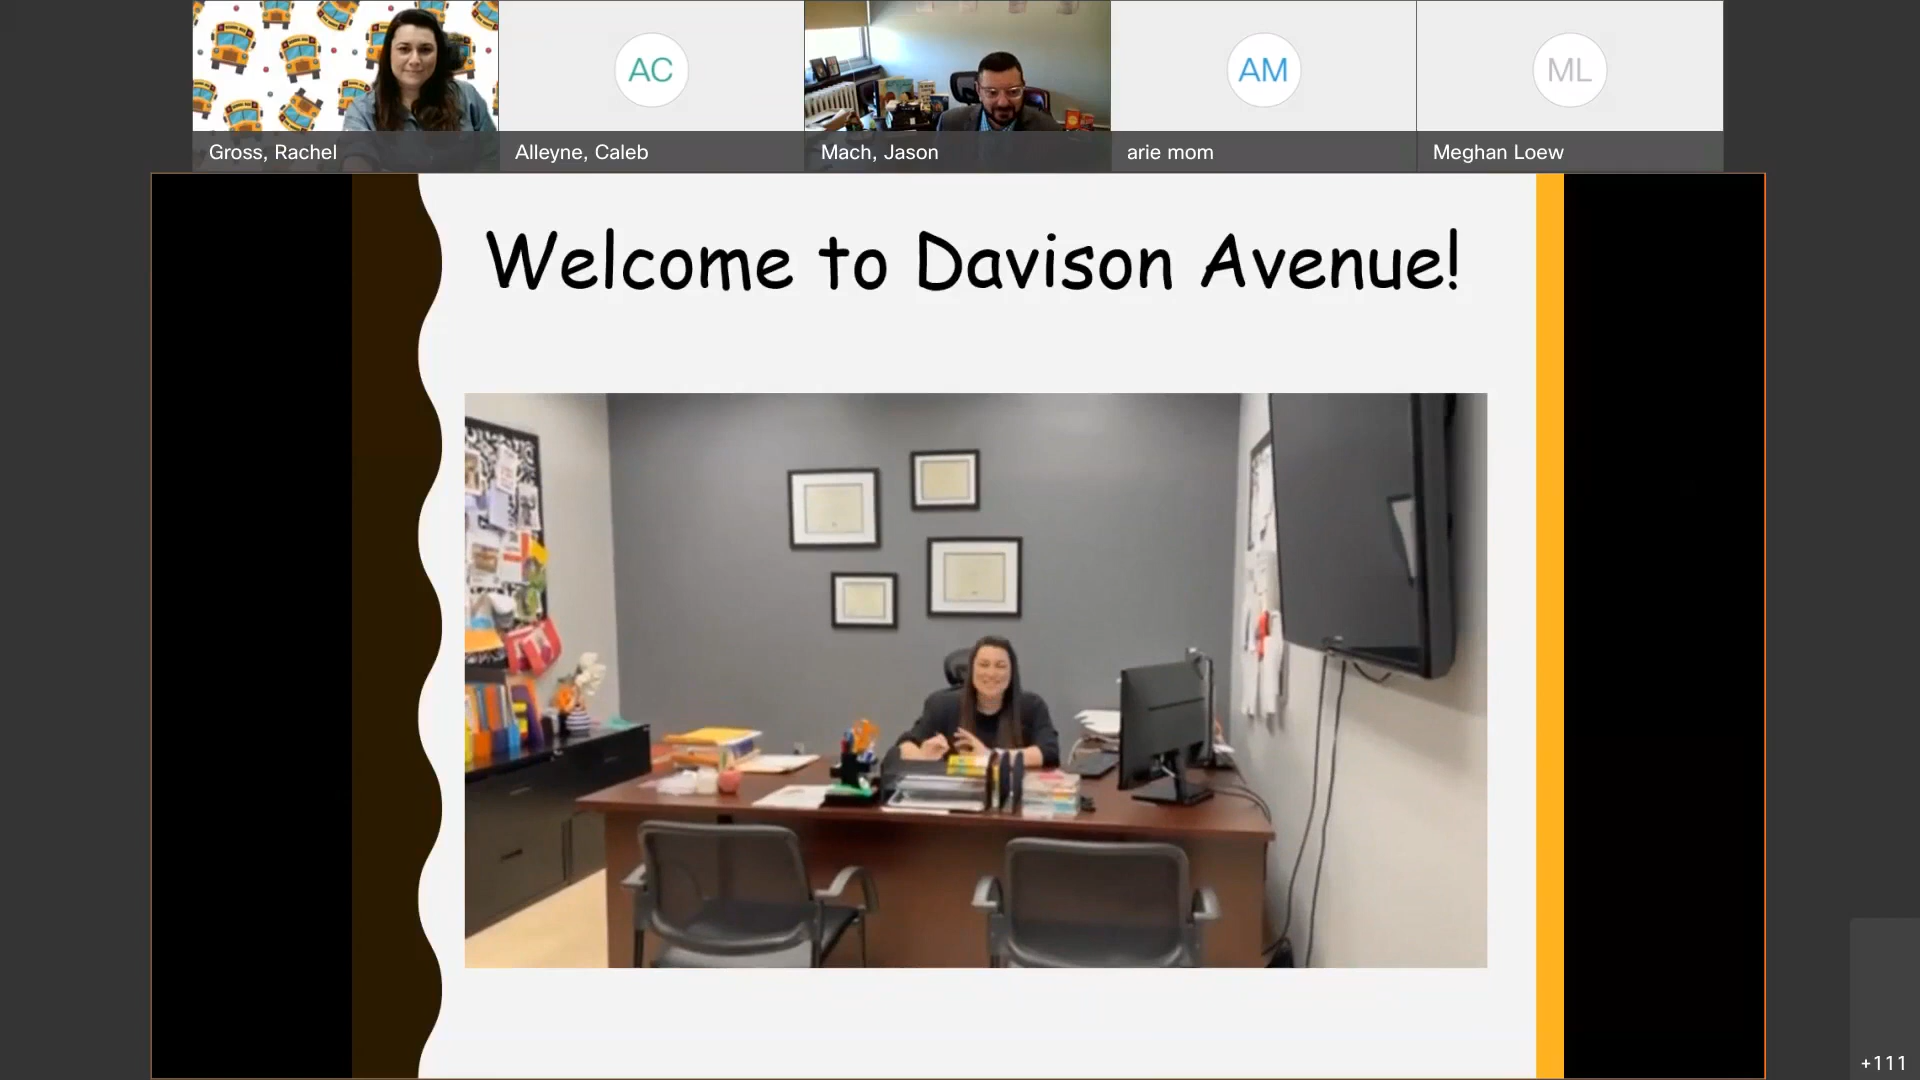 AC
AM
ML
Gross, Rachel
Alleyne, Caleb
Mach, Jason
arie mom
Meghan Loew
Welcome to Davison Avenue!
+111